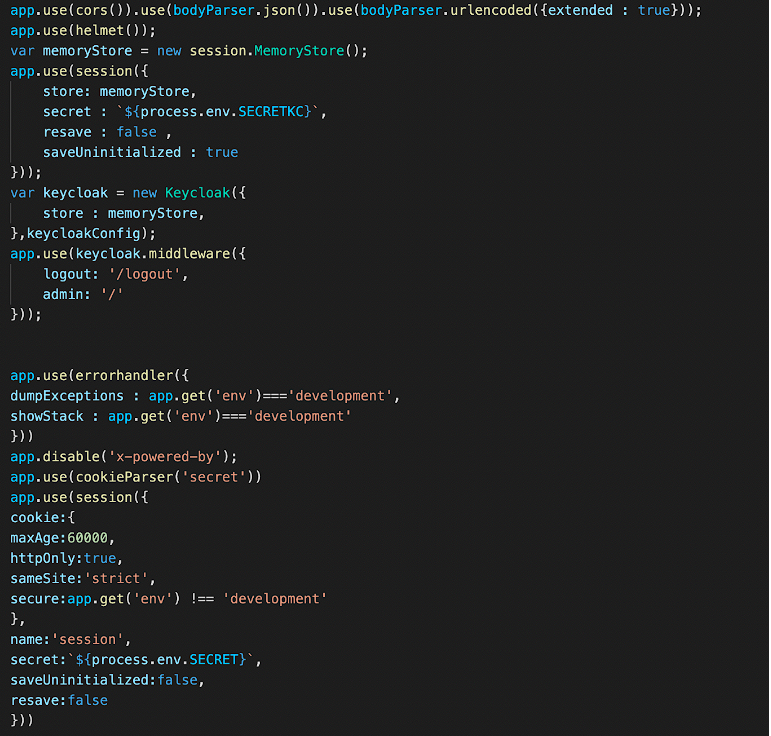 app.use(cors()).use(bodyParser.json()).use(bodyParser.urlencoded({extended : true}));
app.use(helmet());
var memoryStore = new session.MemoryStore();
app.use(session({
    store: memoryStore,
    secret : `${process.env.SECRETKC}`,
    resave : false ,
    saveUninitialized : true
}));
var keycloak = new Keycloak({
    store : memoryStore,
},keycloakConfig);
app.use(keycloak.middleware({
    logout: '/logout',
    admin: '/'
}));
app.use(errorhandler({
dumpExceptions : app.get('env')==='development',
showStack : app.get('env')==='development'
}))
app.disable('x-powered-by');
app.use(cookieParser('secret'))
app.use(session({
cookie:{
maxAge:60000,
httpOnly:true,
sameSite:'strict',
secure:app.get('env') !== 'development'
},
name:'session',
secret:`${process.env.SECRET}`,
saveUninitialized:false,
resave:false
}))